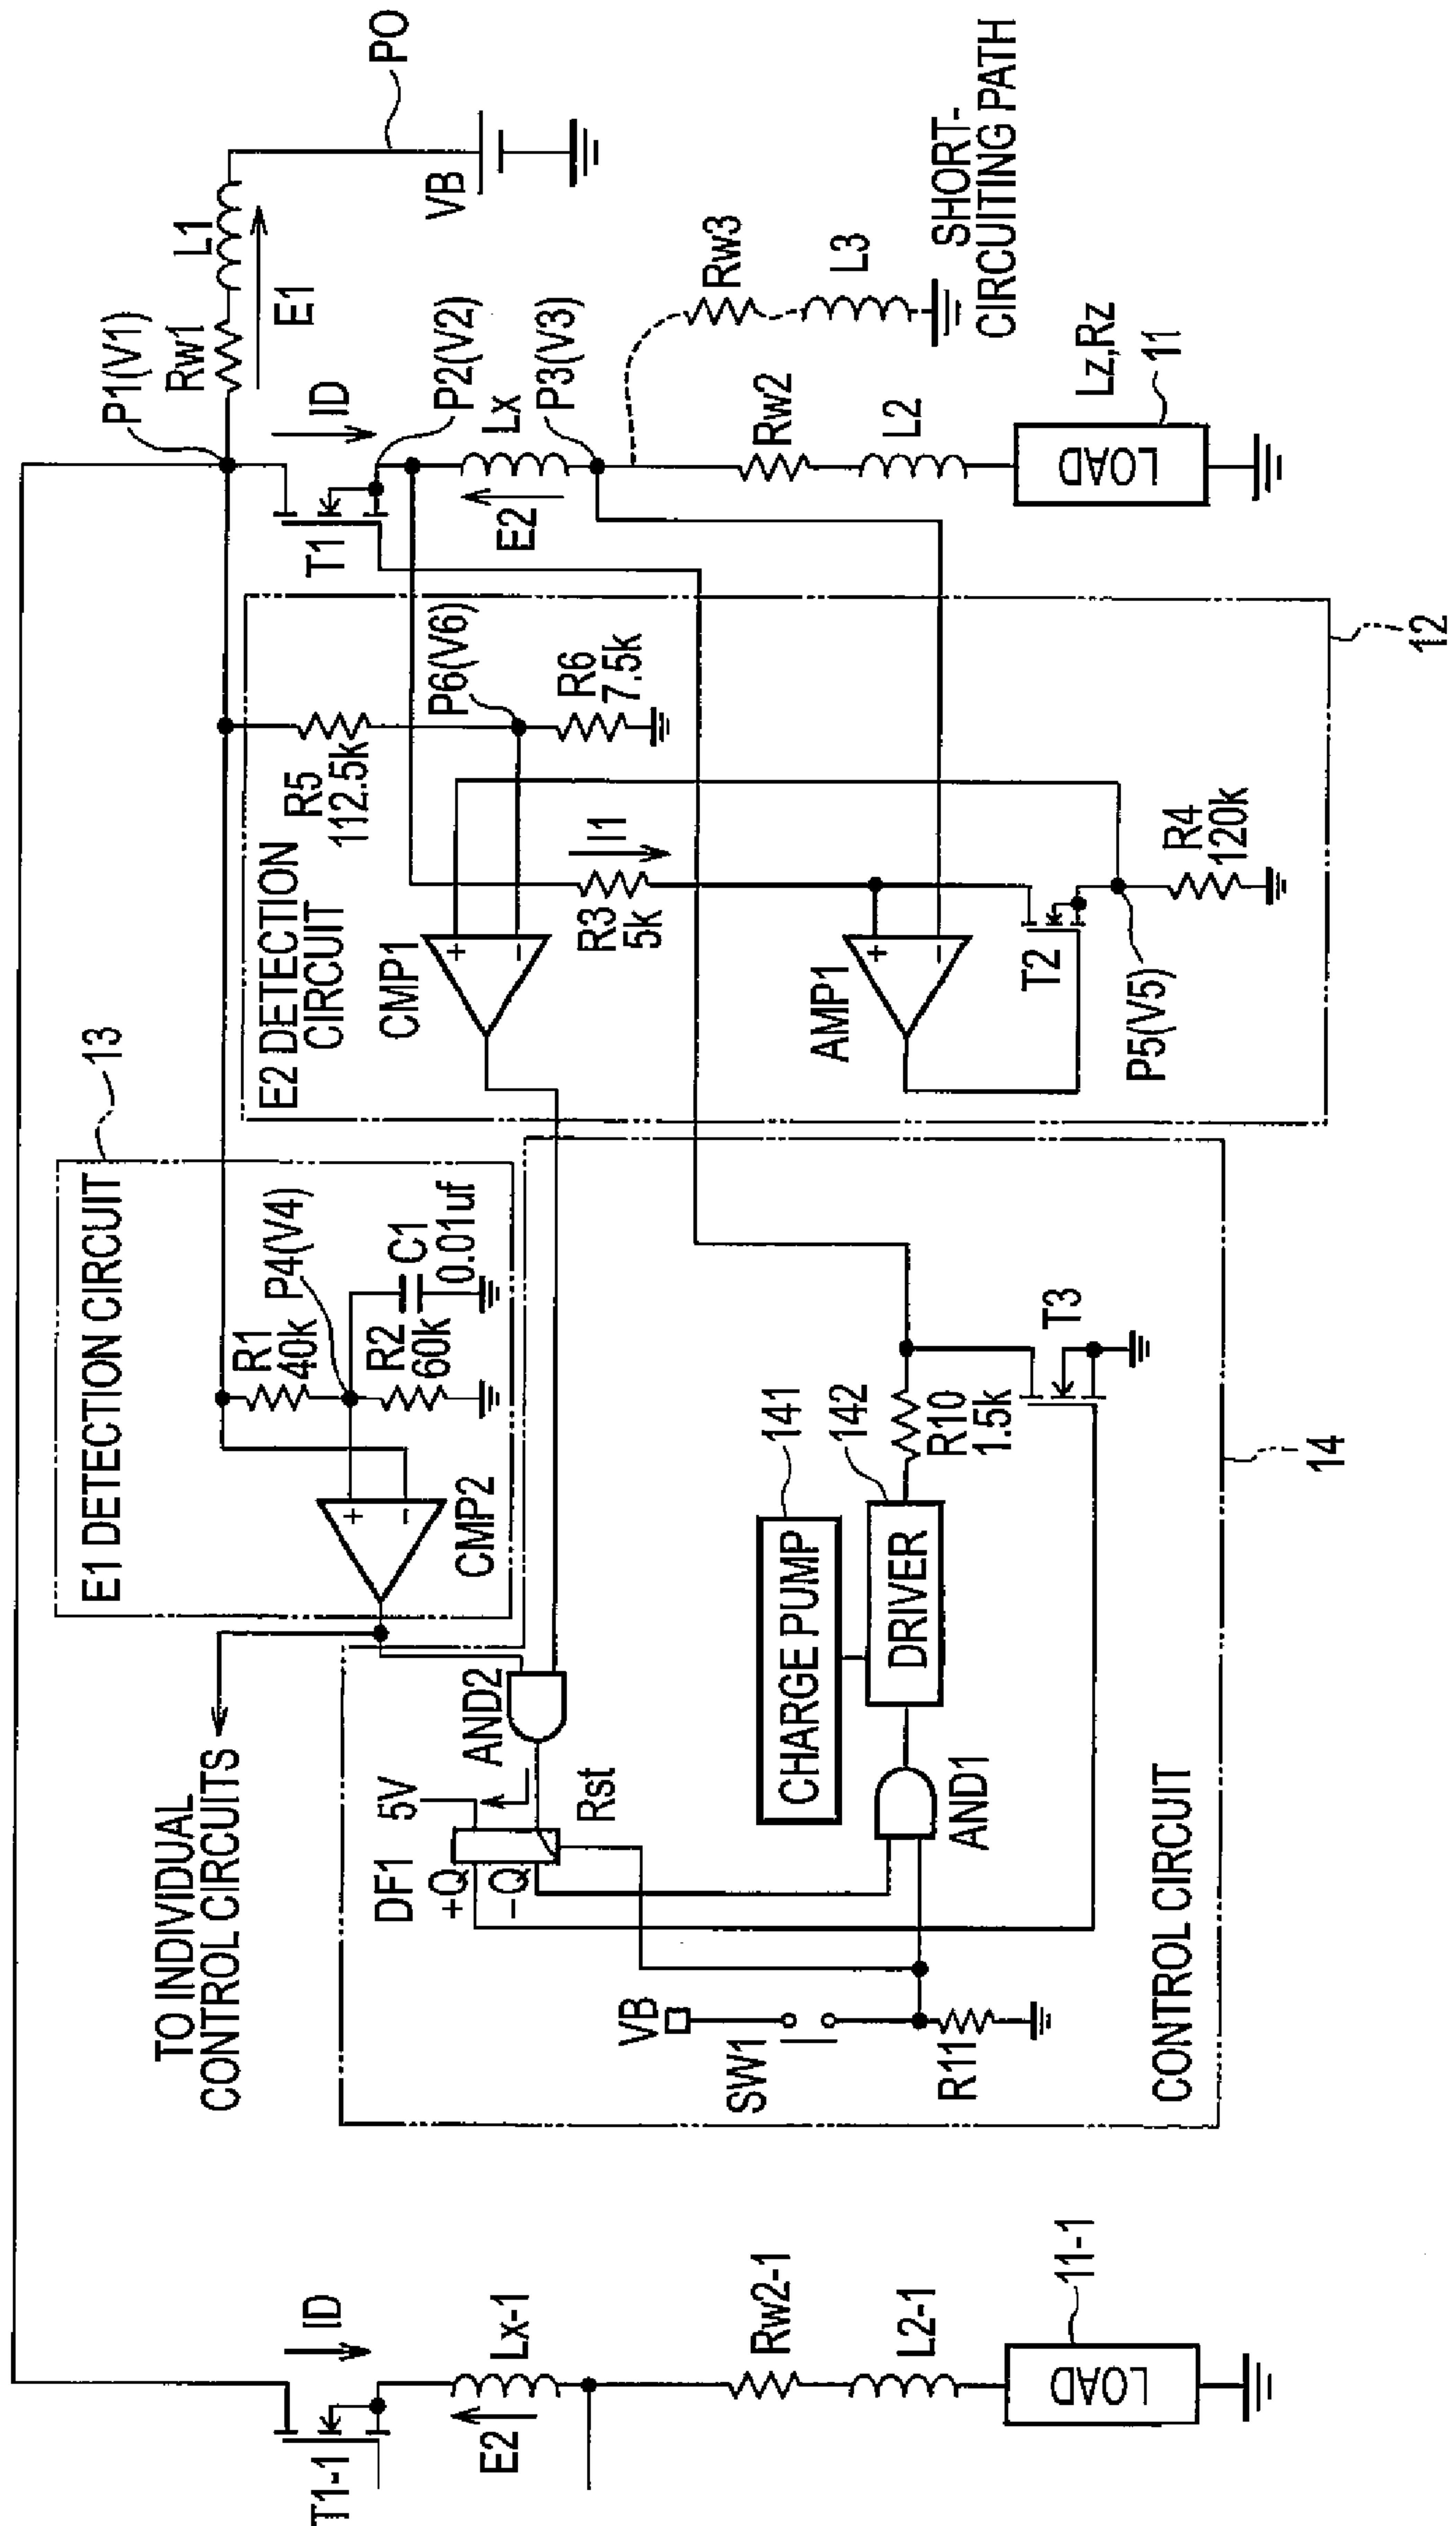 P1(V1)
Rw1
L1
E1
PO
VB
ID
T1
P2(V2)
Lx
E2
P3(V3)
Rw3
L3
SHORT-
CIRCUITING PATH
Rw2
L2
Lz,Rz
LOAD
11
E2 DETECTION
CIRCUIT
R5
112.5k
P6(V6)
R6
7.5k
CMP1
+
-
R3
5k
I1
AMP1
+
-
T2
P5(V5)
R4
120k
12
E1 DETECTION CIRCUIT
13
R1
40k
P4(V4)
R2
60k
C1
0.01uf
CMP2
+
-
TO INDIVIDUAL
CONTROL CIRCUITS
AND2
5V
DF1
+Q
-Q
Rst
CHARGE PUMP
141
DRIVER
142
R10
1.5k
T3
AND1
VB
SW1
R11
CONTROL CIRCUIT
14
T1-1
ID
Lx-1
E2
Rw2-1
L2-1
LOAD
11-1